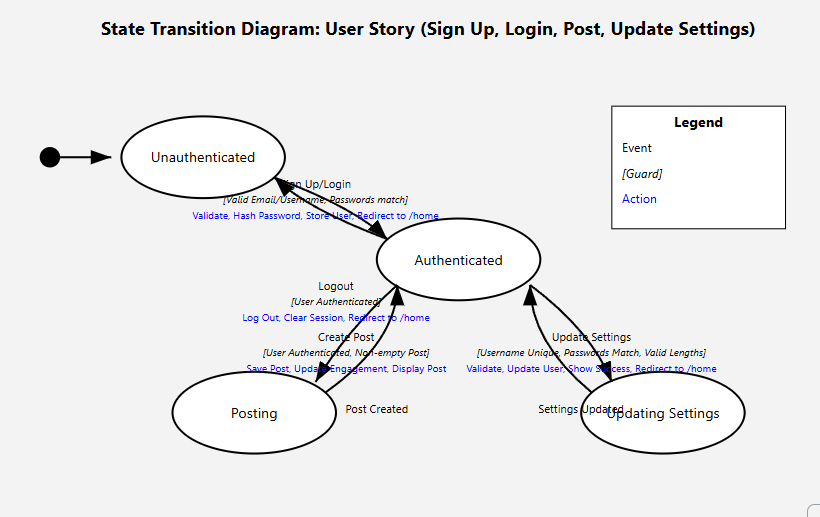 State Transition Diagram: User Story (Sign Up, Login, Post, Update Settings)
Legend
Event
[Guard]
Action
Unauthenticated
Sign Up/Login
[Valid Email/Username, Passwords match]
Validate, Hash Password, Store User, Redirect to /home
Authenticated
Logout
[User Authenticated]
Log Out, Clear Session, Redirect to /home
Create Post
[User Authenticated, Non-empty Post]
Save Post, Update Engagement, Display Post
Update Settings
[Username Unique, Passwords Match, Valid Lengths]
Validate, Update User, Show Success, Redirect to /home
Posting
Post Created
Settings Updated
Updating Settings